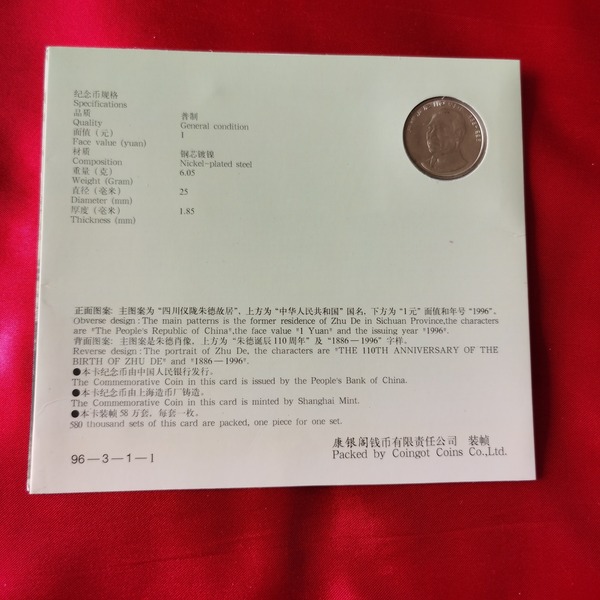 纪念币规格
Specifications
品质 普制
Quality General condition
面值（元） 1
Face value (yuan)
材质 钢芯镀镍
Composition Nickel-plated steel
重量（克） 6.05
Weight (Gram)
直径（毫米） 25
Diameter (mm)
厚度（毫米） 1.85
Thickness (mm)
正面图案: 主图案为“四川仪陇朱德故居”, 上方为“中华人民共和国”国名, 下方为“1元”面值和年号“1996”。
Obverse design:The main patterns is the former residence of Zhu De in Sichuan Province,the characters
are "The People's Republic of China",the face value "1 Yuan" and the issuing year "1996".
背面图案: 主图案是朱德肖像, 上方为“朱德诞辰110周年”及“1886—1996”字样。
Reverse design:The portrait of Zhu De, the characters are "THE 110TH ANNIVERSARY OF THE
BIRTH OF ZHU DE" and "1886—1996".
●本卡纪念币由中国人民银行发行。
The Commemorative Coin in this card is issued by the People's Bank of China.
●本卡纪念币由上海造币厂铸造。
The Commemorative Coin in this card is minted by Shanghai Mint.
●本卡装帧58万套, 每套一枚。
580 thousand sets of this card are packed, one piece for one set.
康银阁钱币有限责任公司 装帧
Packed by Coingot Coins Co.,Ltd.
96—3—1—I